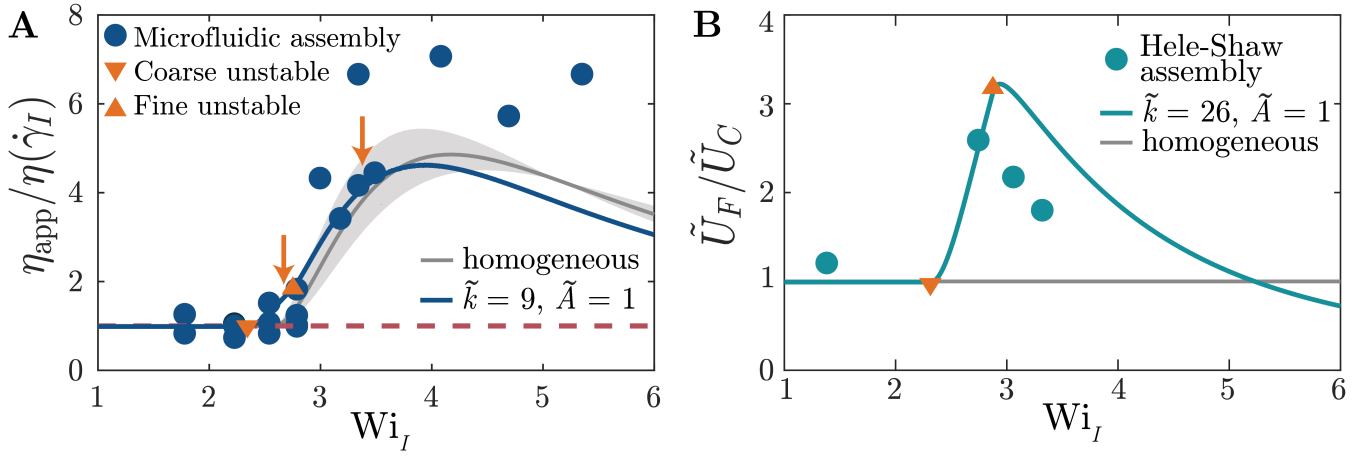 A
8
6
4
2
0
η_app/η(γ̇_I)
Microfluidic assembly
Coarse unstable
Fine unstable
homogeneous
k̃ = 9, Ã = 1
1 2 3 4 5 6
Wi_I
B
4
3
2
1
0
Ũ_F/Ũ_C
Hele-Shaw
assembly
k̃ = 26, Ã = 1
homogeneous
1 2 3 4 5 6
Wi_I